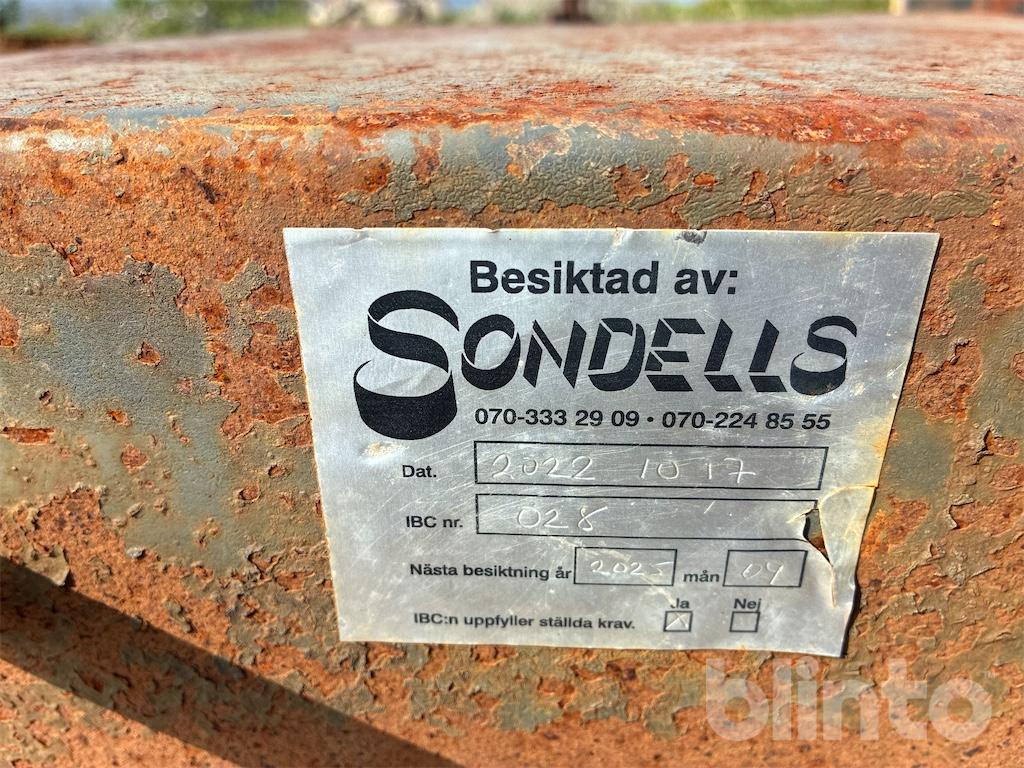 Besiktad av:
SONDELLS
070-333 29 09 • 070-224 85 55
Dat. 2022 10 17
IBC nr. 028
Nästa besiktning år 2025 mån 04
Ja Nej
IBC:n uppfyller ställda krav.
blinto